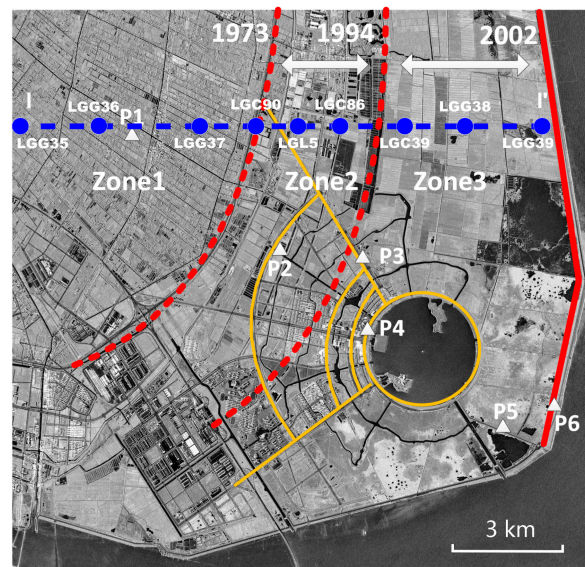 1973 1994 2002
I LGG36 P1 LGC90 LGC86 LGG38 I'
LGG35 LGG37 LGL5 LGC39 LGG39
Zone1 Zone2 Zone3
P2 P3
P4
P5 P6
3 km